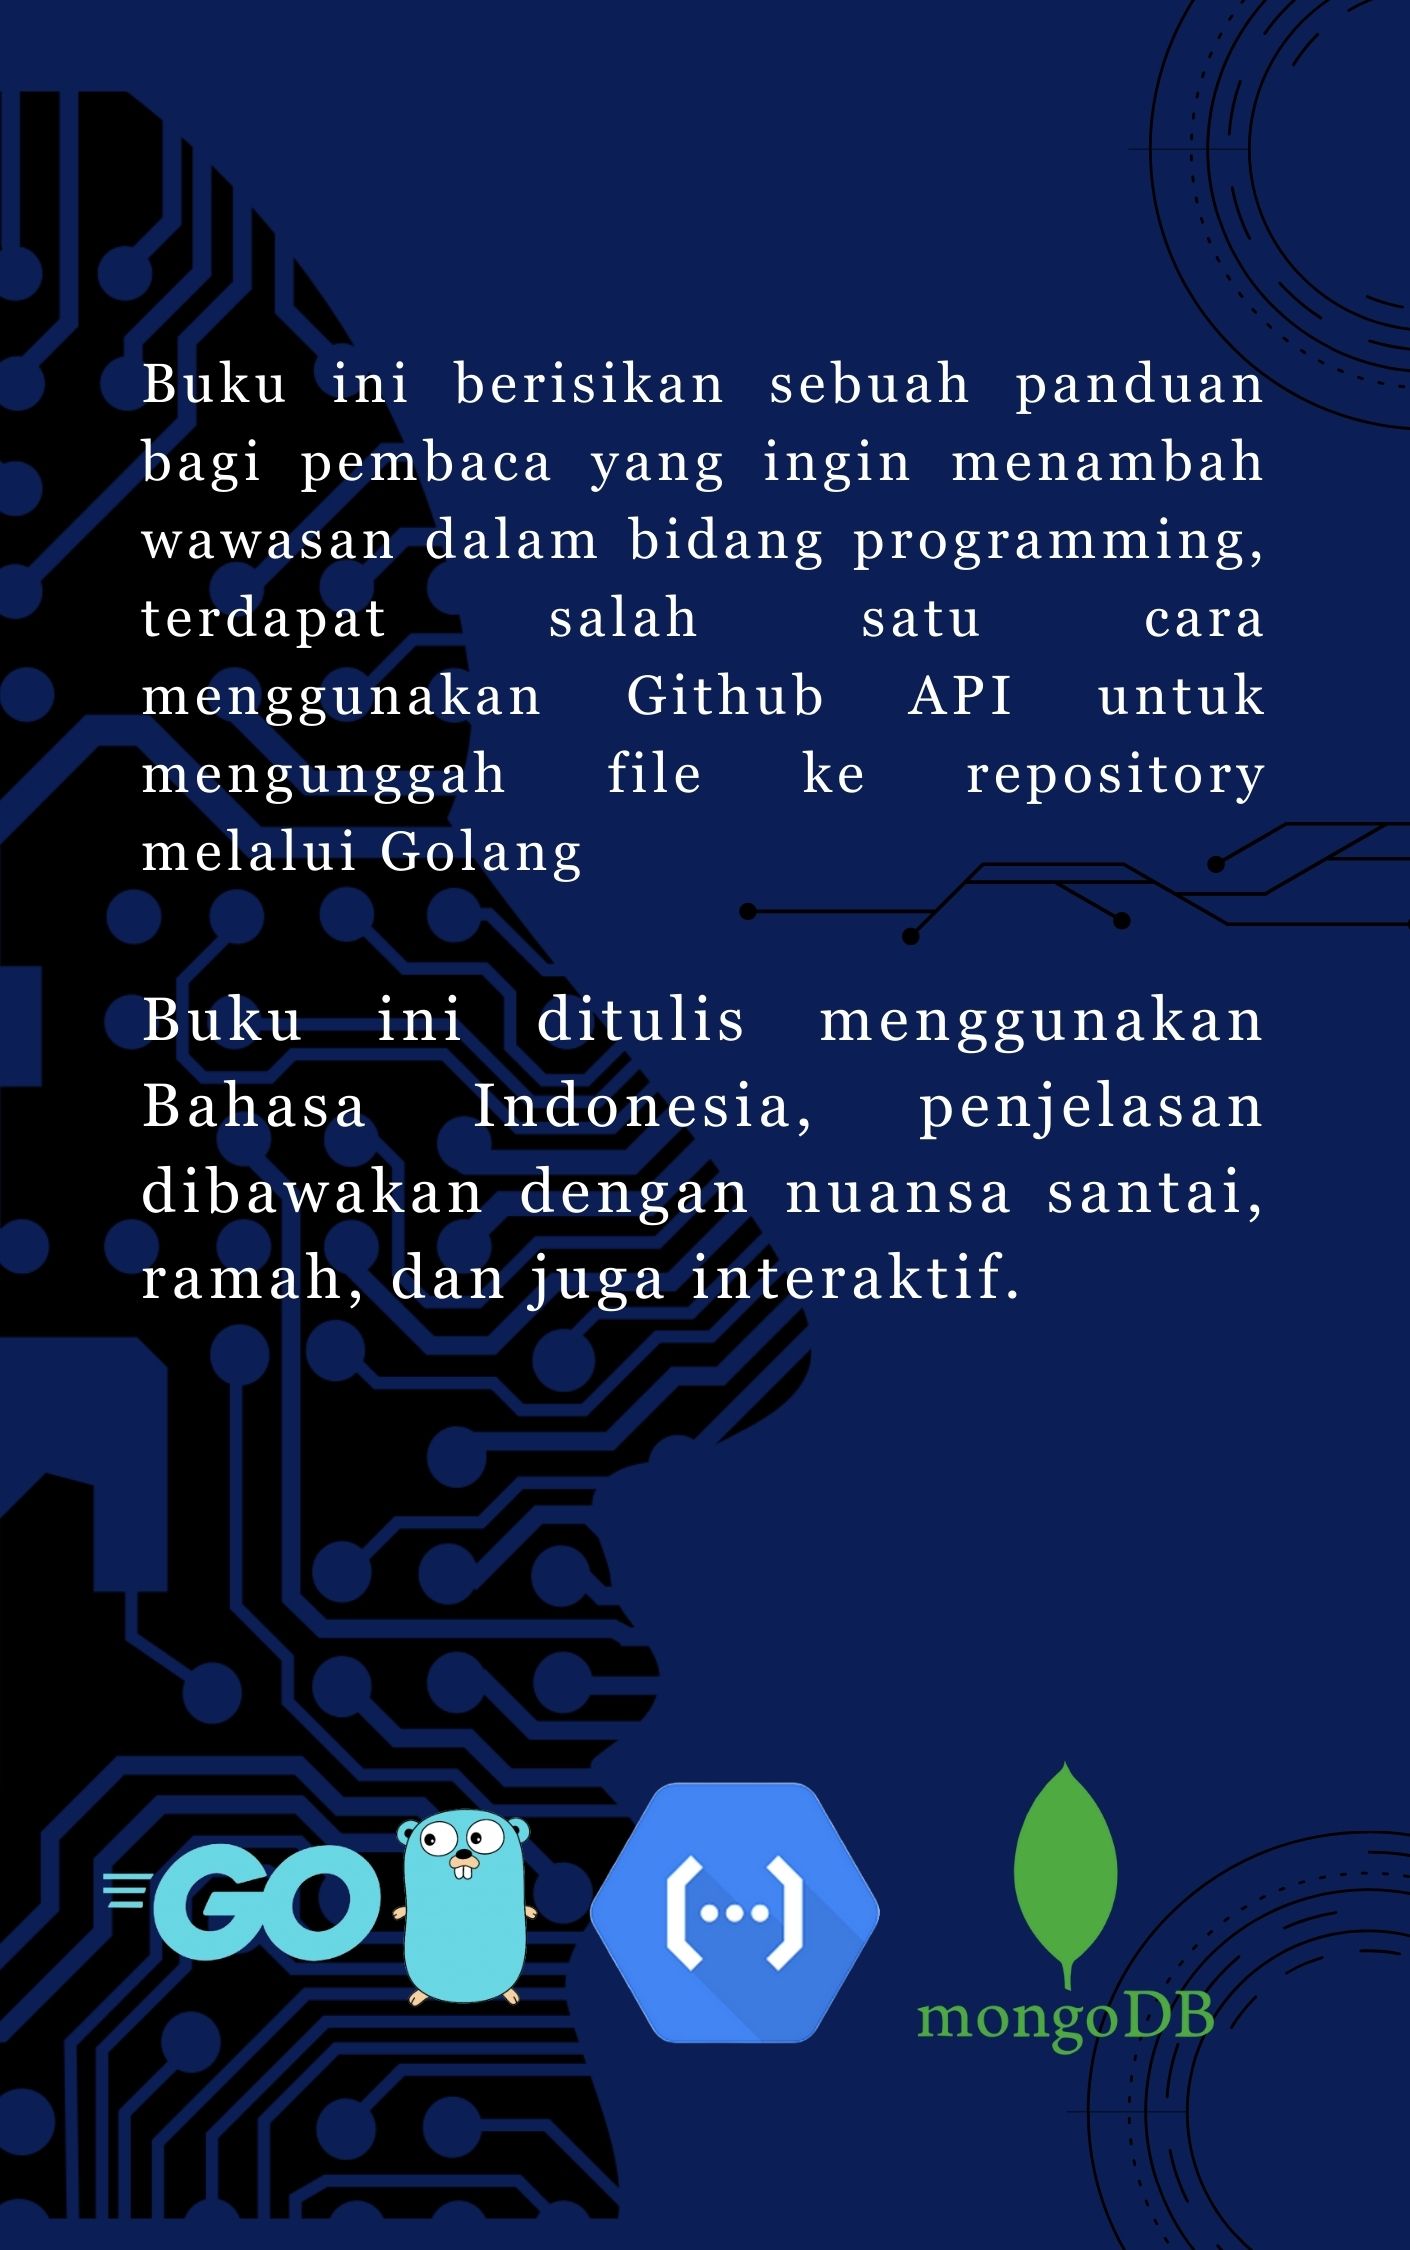 Buku ini berisikan sebuah panduan
bagi pembaca yang ingin menambah
wawasan dalam bidang programming,
terdapat salah satu cara
menggunakan Github API untuk
mengunggah file ke repository
melalui Golang
Buku ini ditulis menggunakan
Bahasa Indonesia, penjelasan
dibawakan dengan nuansa santai,
ramah, dan juga interaktif.
GO
mongoDB